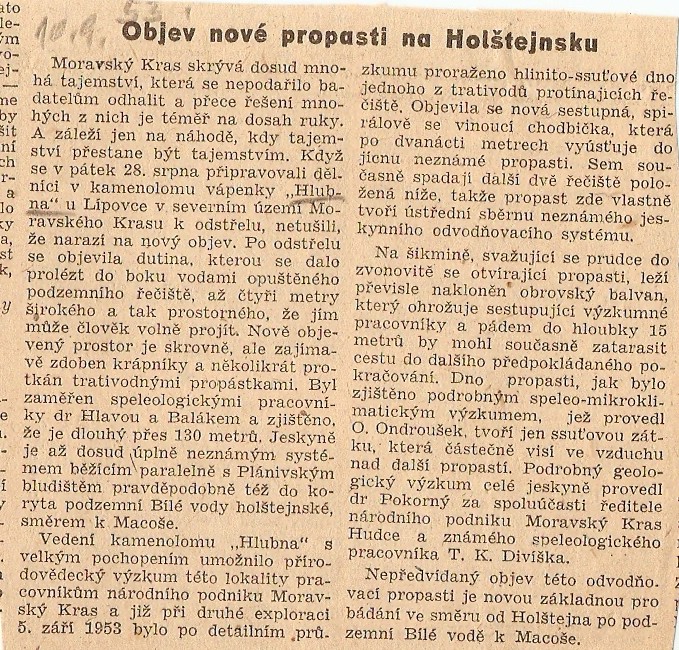 10.9. 53.
Objev nové propasti na Holštejnsku
Moravský Kras skrývá dosud mno-
há tajemství, která se nepodařilo ba-
datelům odhalit a přece řešení mno-
hých z nich je téměř na dosah ruky.
A záleží jen na náhodě, kdy tajem-
ství přestane být tajemstvím. Když
se v pátek 28. srpna připravovali děl-
níci v kamenolomu vápenky „Hlub-
na“ u Lipovce v severním území Mo-
ravského Krasu k odstřelu, netušili,
že narazí na nový objev. Po odstřelu
se objevila dutina, kterou se dalo
prolézt do boku vodami opuštěného
podzemního řečiště, až čtyři metry
širokého a tak prostorného, že jím
může člověk volně projít. Nově obje-
vený prostor je skrovně, ale zajíma-
vě zdoben krápníky a několikrát pro-
tkán trativodnými propástkami. Byl
zaměřen speleologickými pracovní-
ky dr Hlavou a Balákem a zjištěno,
že je dlouhý přes 130 metrů. Jeskyně
je až dosud úplně neznámým systé-
mem běžícím paralelně s Plánivským
bludištěm pravděpodobně též do ko-
ryta podzemní Bílé vody holštejnské,
směrem k Macoše.
Vedení kamenolomu „Hlubna“ s
velkým pochopením umožnilo příro-
dovědecký výzkum této lokality pra-
covníkům národního podniku Morav-
ský Kras a již při druhé exploraci
5. září 1953 bylo po detailním prů-
zkumu proraženo hlinito-ssuťové dno
jednoho z trativodů protínajících ře-
čiště. Objevila se nová sestupná, spi-
rálově se vinoucí chodbička, která
po dvanácti metrech vyúsťuje do
jícnu neznámé propasti. Sem sou-
časně spadají další dvě řečiště polo-
žená níže, takže propast zde vlastně
tvoří ústřední sběrnu neznámého jes-
kynního odvodňovacího systému.
Na šikmině, svažující se prudce do
zvonovitě se otvírající propasti, leží
převisle nakloněn obrovský balvan,
který ohrožuje sestupující výzkumné
pracovníky a pádem do hloubky 15
metrů by mohl současně zatarasit
cestu do dalšího předpokládaného po-
kračování. Dno propasti, jak bylo
zjištěno podrobným speleo-mikrokli-
matickým výzkumem, jež provedl
O. Ondroušek, tvoří jen ssuťovou zát-
ku, která částečně visí ve vzduchu
nad další propastí. Podrobný geolo-
gický výzkum celé jeskyně provedl
dr Pokorný za spoluúčasti ředitele
národního podniku Moravský Kras
Hudce a známého speleologického
pracovníka T. K. Divíška.
Nepředvídaný objev této odvodňo-
vací propasti je novou základnou pro
bádání ve směru od Holštejna po pod-
zemní Bílé vodě k Macoše.